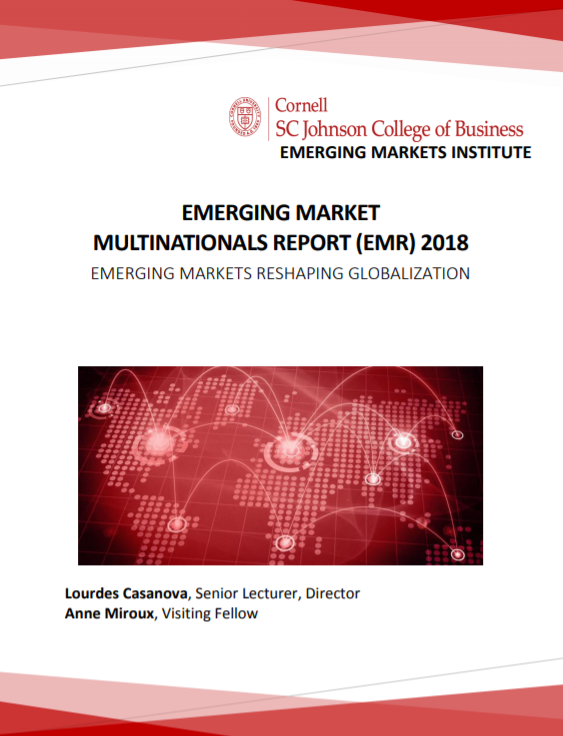 Cornell
SC Johnson College of Business
EMERGING MARKETS INSTITUTE
EMERGING MARKET
MULTINATIONALS REPORT (EMR) 2018
EMERGING MARKETS RESHAPING GLOBALIZATION
Lourdes Casanova, Senior Lecturer, Director
Anne Miroux, Visiting Fellow